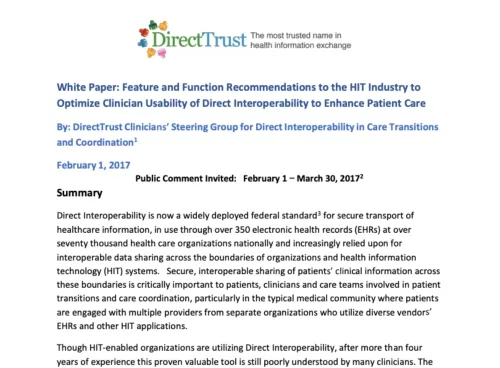 DirectTrust The most trusted name in
health information exchange
White Paper: Feature and Function Recommendations to the HIT Industry to
Optimize Clinician Usability of Direct Interoperability to Enhance Patient Care
By: DirectTrust Clinicians' Steering Group for Direct Interoperability in Care Transitions
and Coordination1
February 1, 2017
Public Comment Invited: February 1 – March 30, 2017²
Summary
Direct Interoperability is now a widely deployed federal standard³ for secure transport of
healthcare information, in use through over 350 electronic health records (EHRs) at over
seventy thousand health care organizations nationally and increasingly relied upon for
interoperable data sharing across the boundaries of organizations and health information
technology (HIT) systems. Secure, interoperable sharing of patients' clinical information across
these boundaries is critically important to patients, clinicians and care teams involved in patient
transitions and care coordination, particularly in the typical medical community where patients
are engaged with multiple providers from separate organizations who utilize diverse vendors'
EHRs and other HIT applications.
Though HIT-enabled organizations are utilizing Direct Interoperability, after more than four
years of experience this proven valuable tool is still poorly understood by many clinicians. The